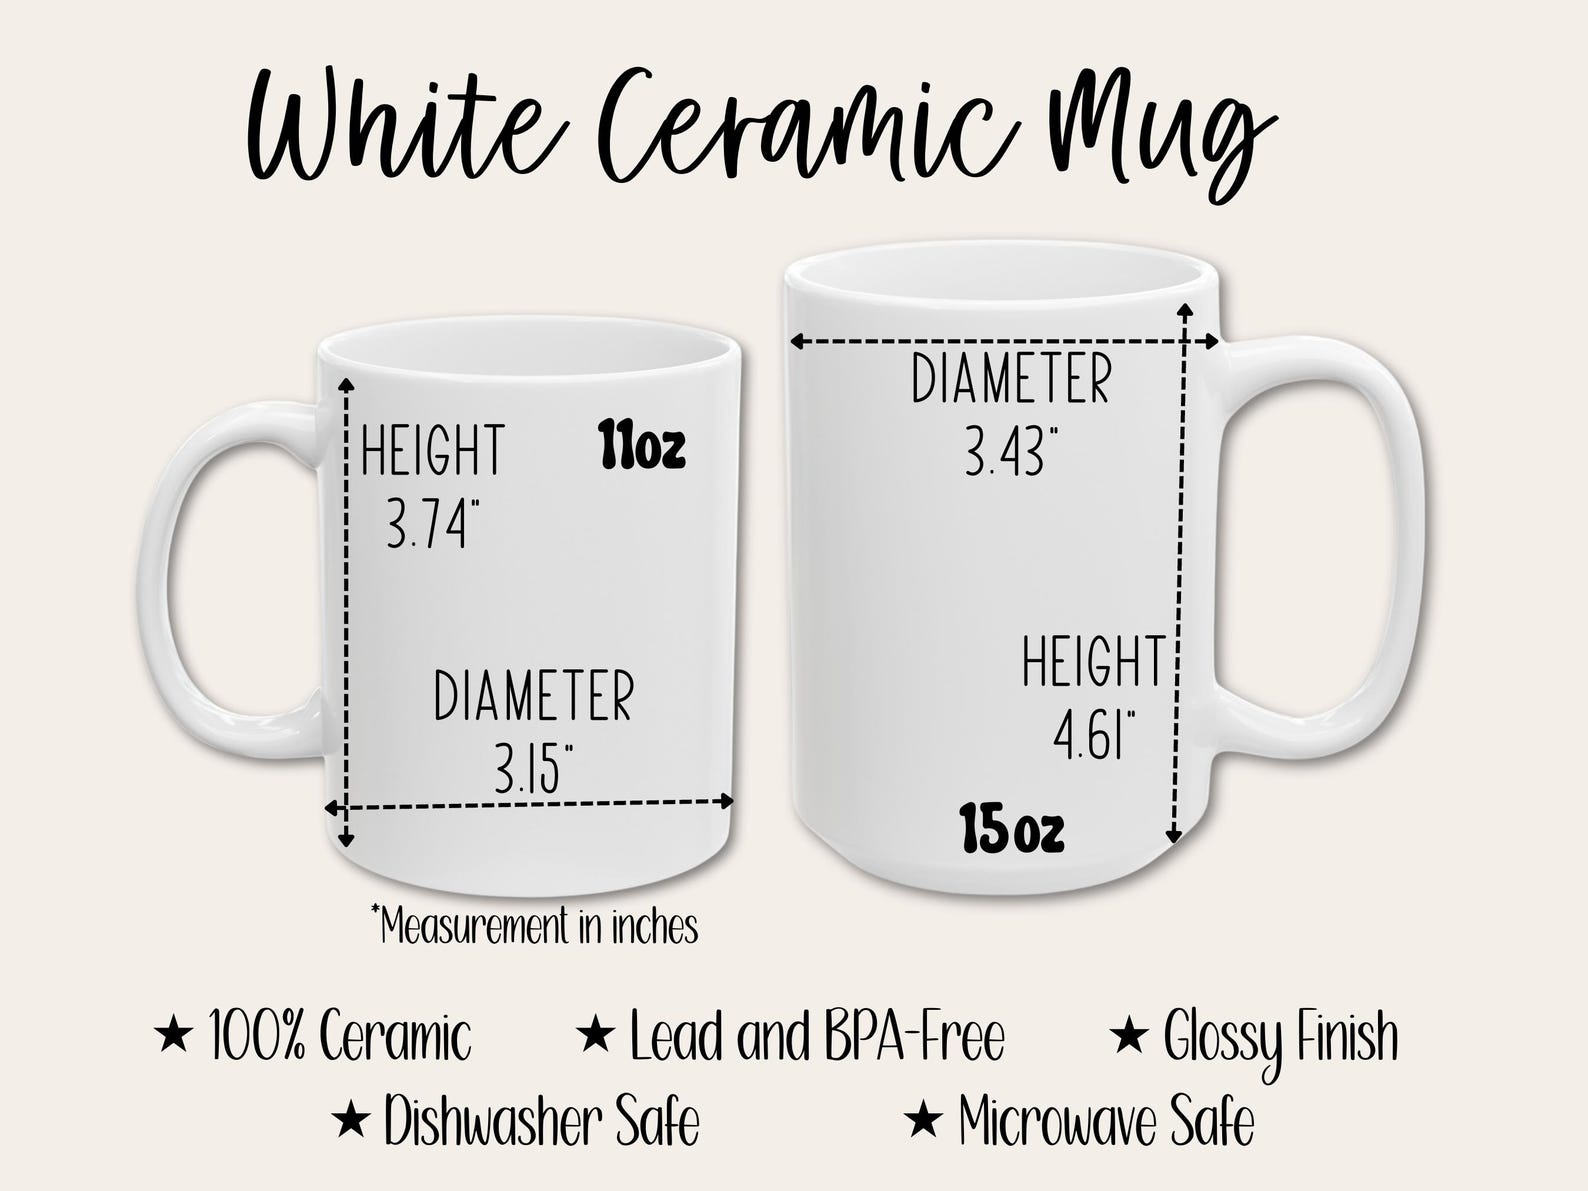 White Ceramic Mug
HEIGHT
3.74"
11oz
DIAMETER
3.15"
DIAMETER
3.43"
HEIGHT
4.61"
15oz
*Measurement in inches
★ 100% Ceramic ★ Lead and BPA-Free ★ Glossy Finish
★ Dishwasher Safe ★ Microwave Safe